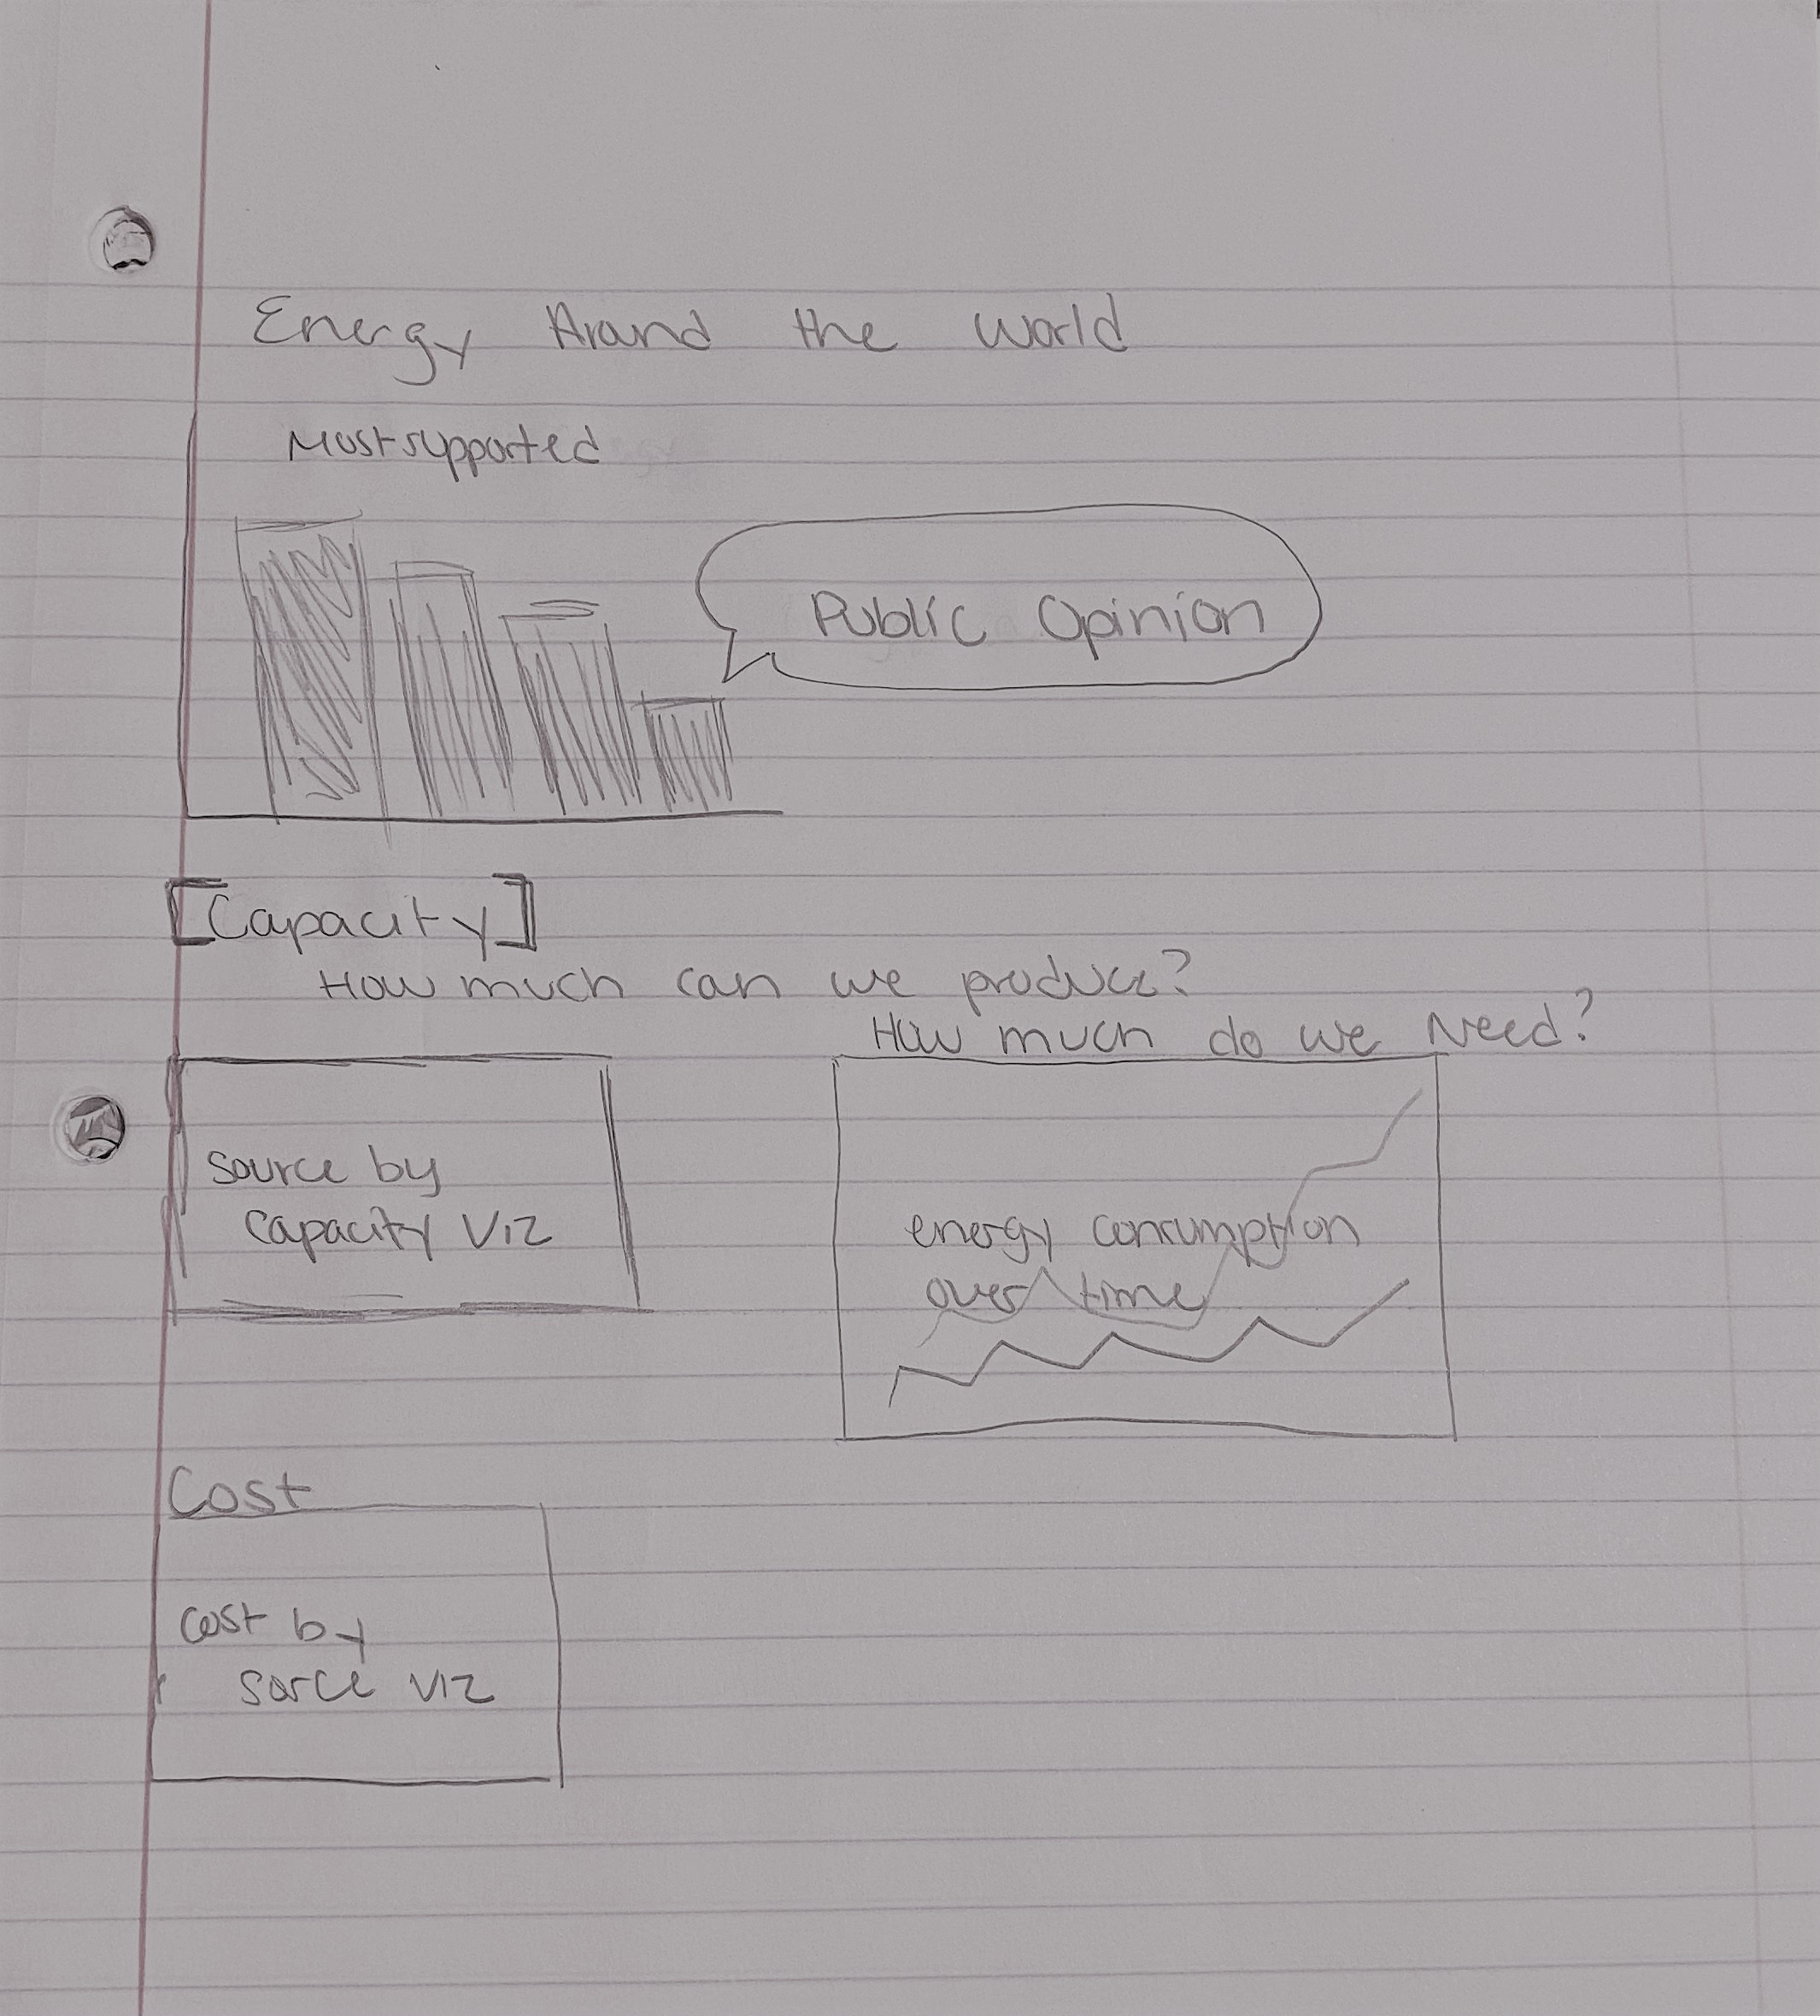 Energy Around the World
Most supported
Public Opinion
[Capacity]
How much can we produce?
How much do we Need?
source by
capacity viz
energy consumption
over time
Cost
cost by
sorce viz